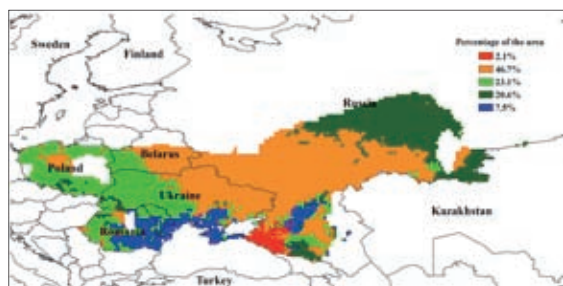 Sweden
Finland
Percentage of the area
2.1%
46.7%
23.1%
20.6%
7.5%
Russia
Belarus
Poland
Ukraine
Kazakhstan
Romania
Turkey